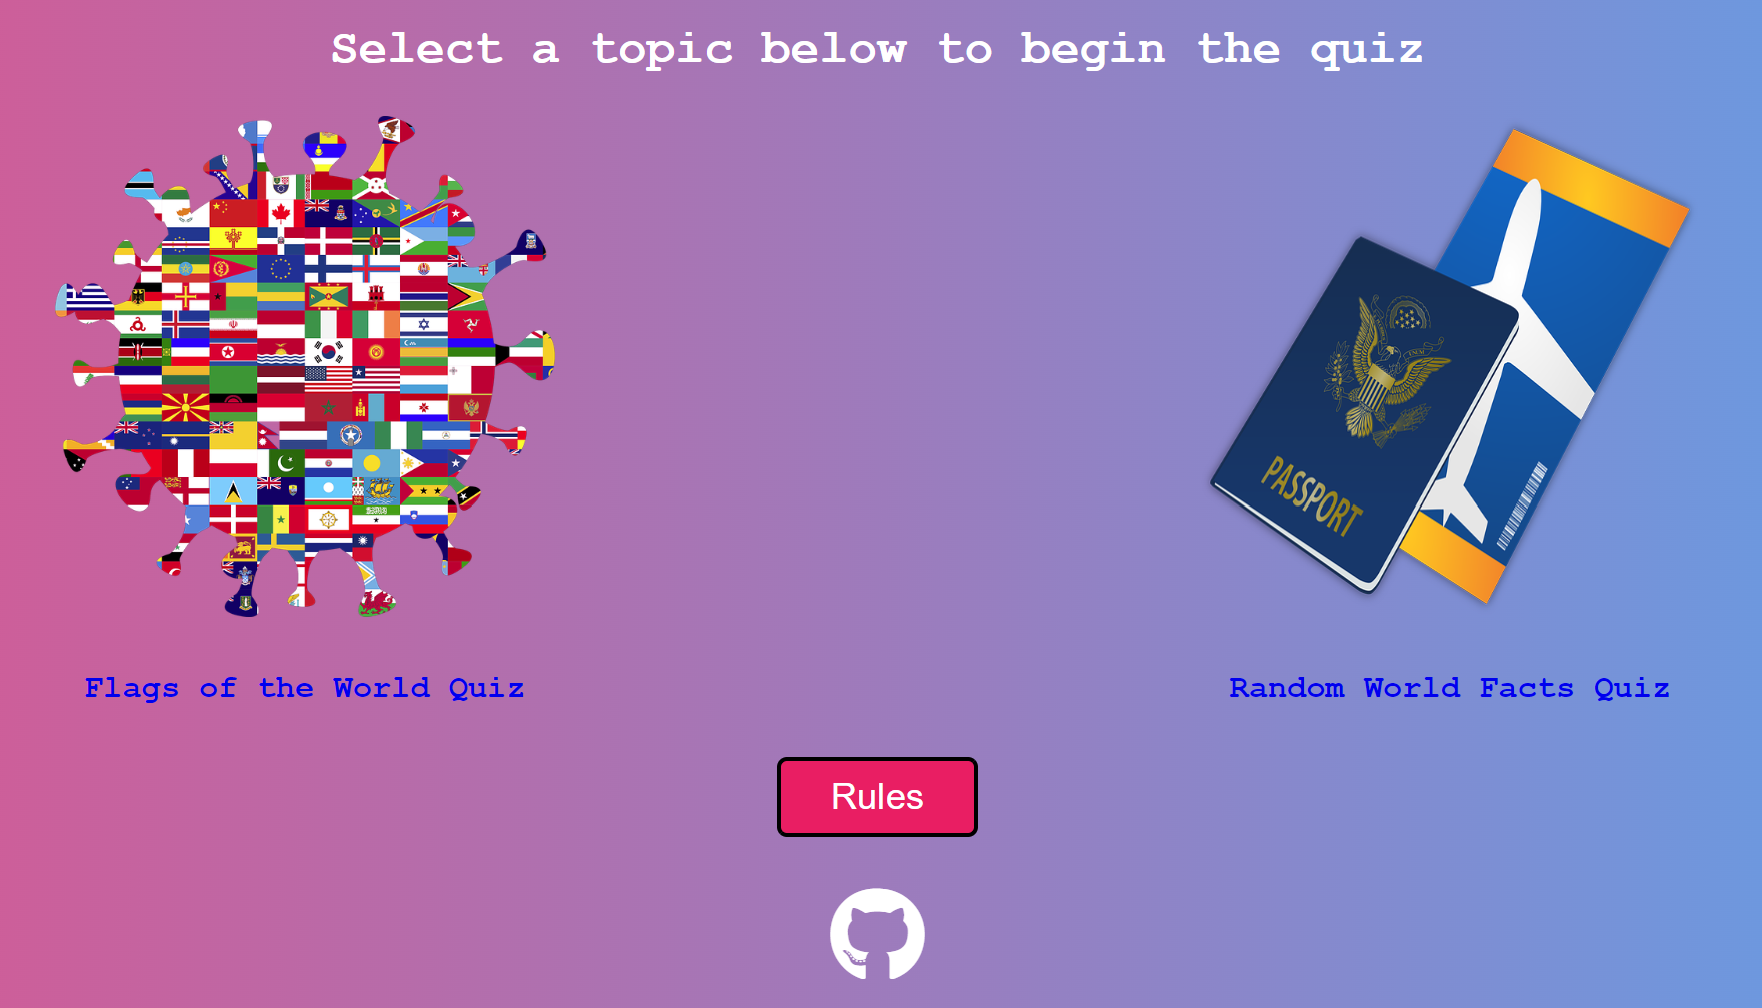 Select a topic below to begin the quiz
PASSPORT
Flags of the World Quiz
Random World Facts Quiz
Rules